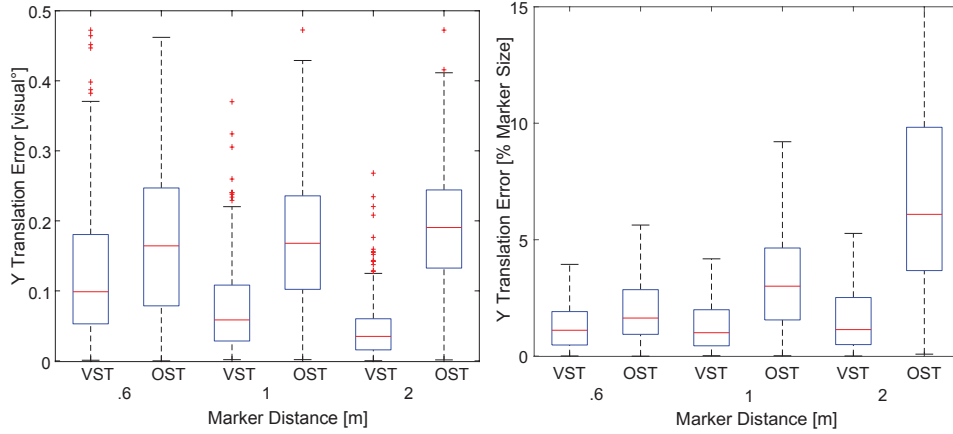 Y Translation Error [visual°]
0.5
0.4
0.3
0.2
0.1
0
VST OST VST OST VST OST
.6 1 2
Marker Distance [m]
Y Translation Error [% Marker Size]
15
10
5
0
VST OST VST OST VST OST
.6 1 2
Marker Distance [m]